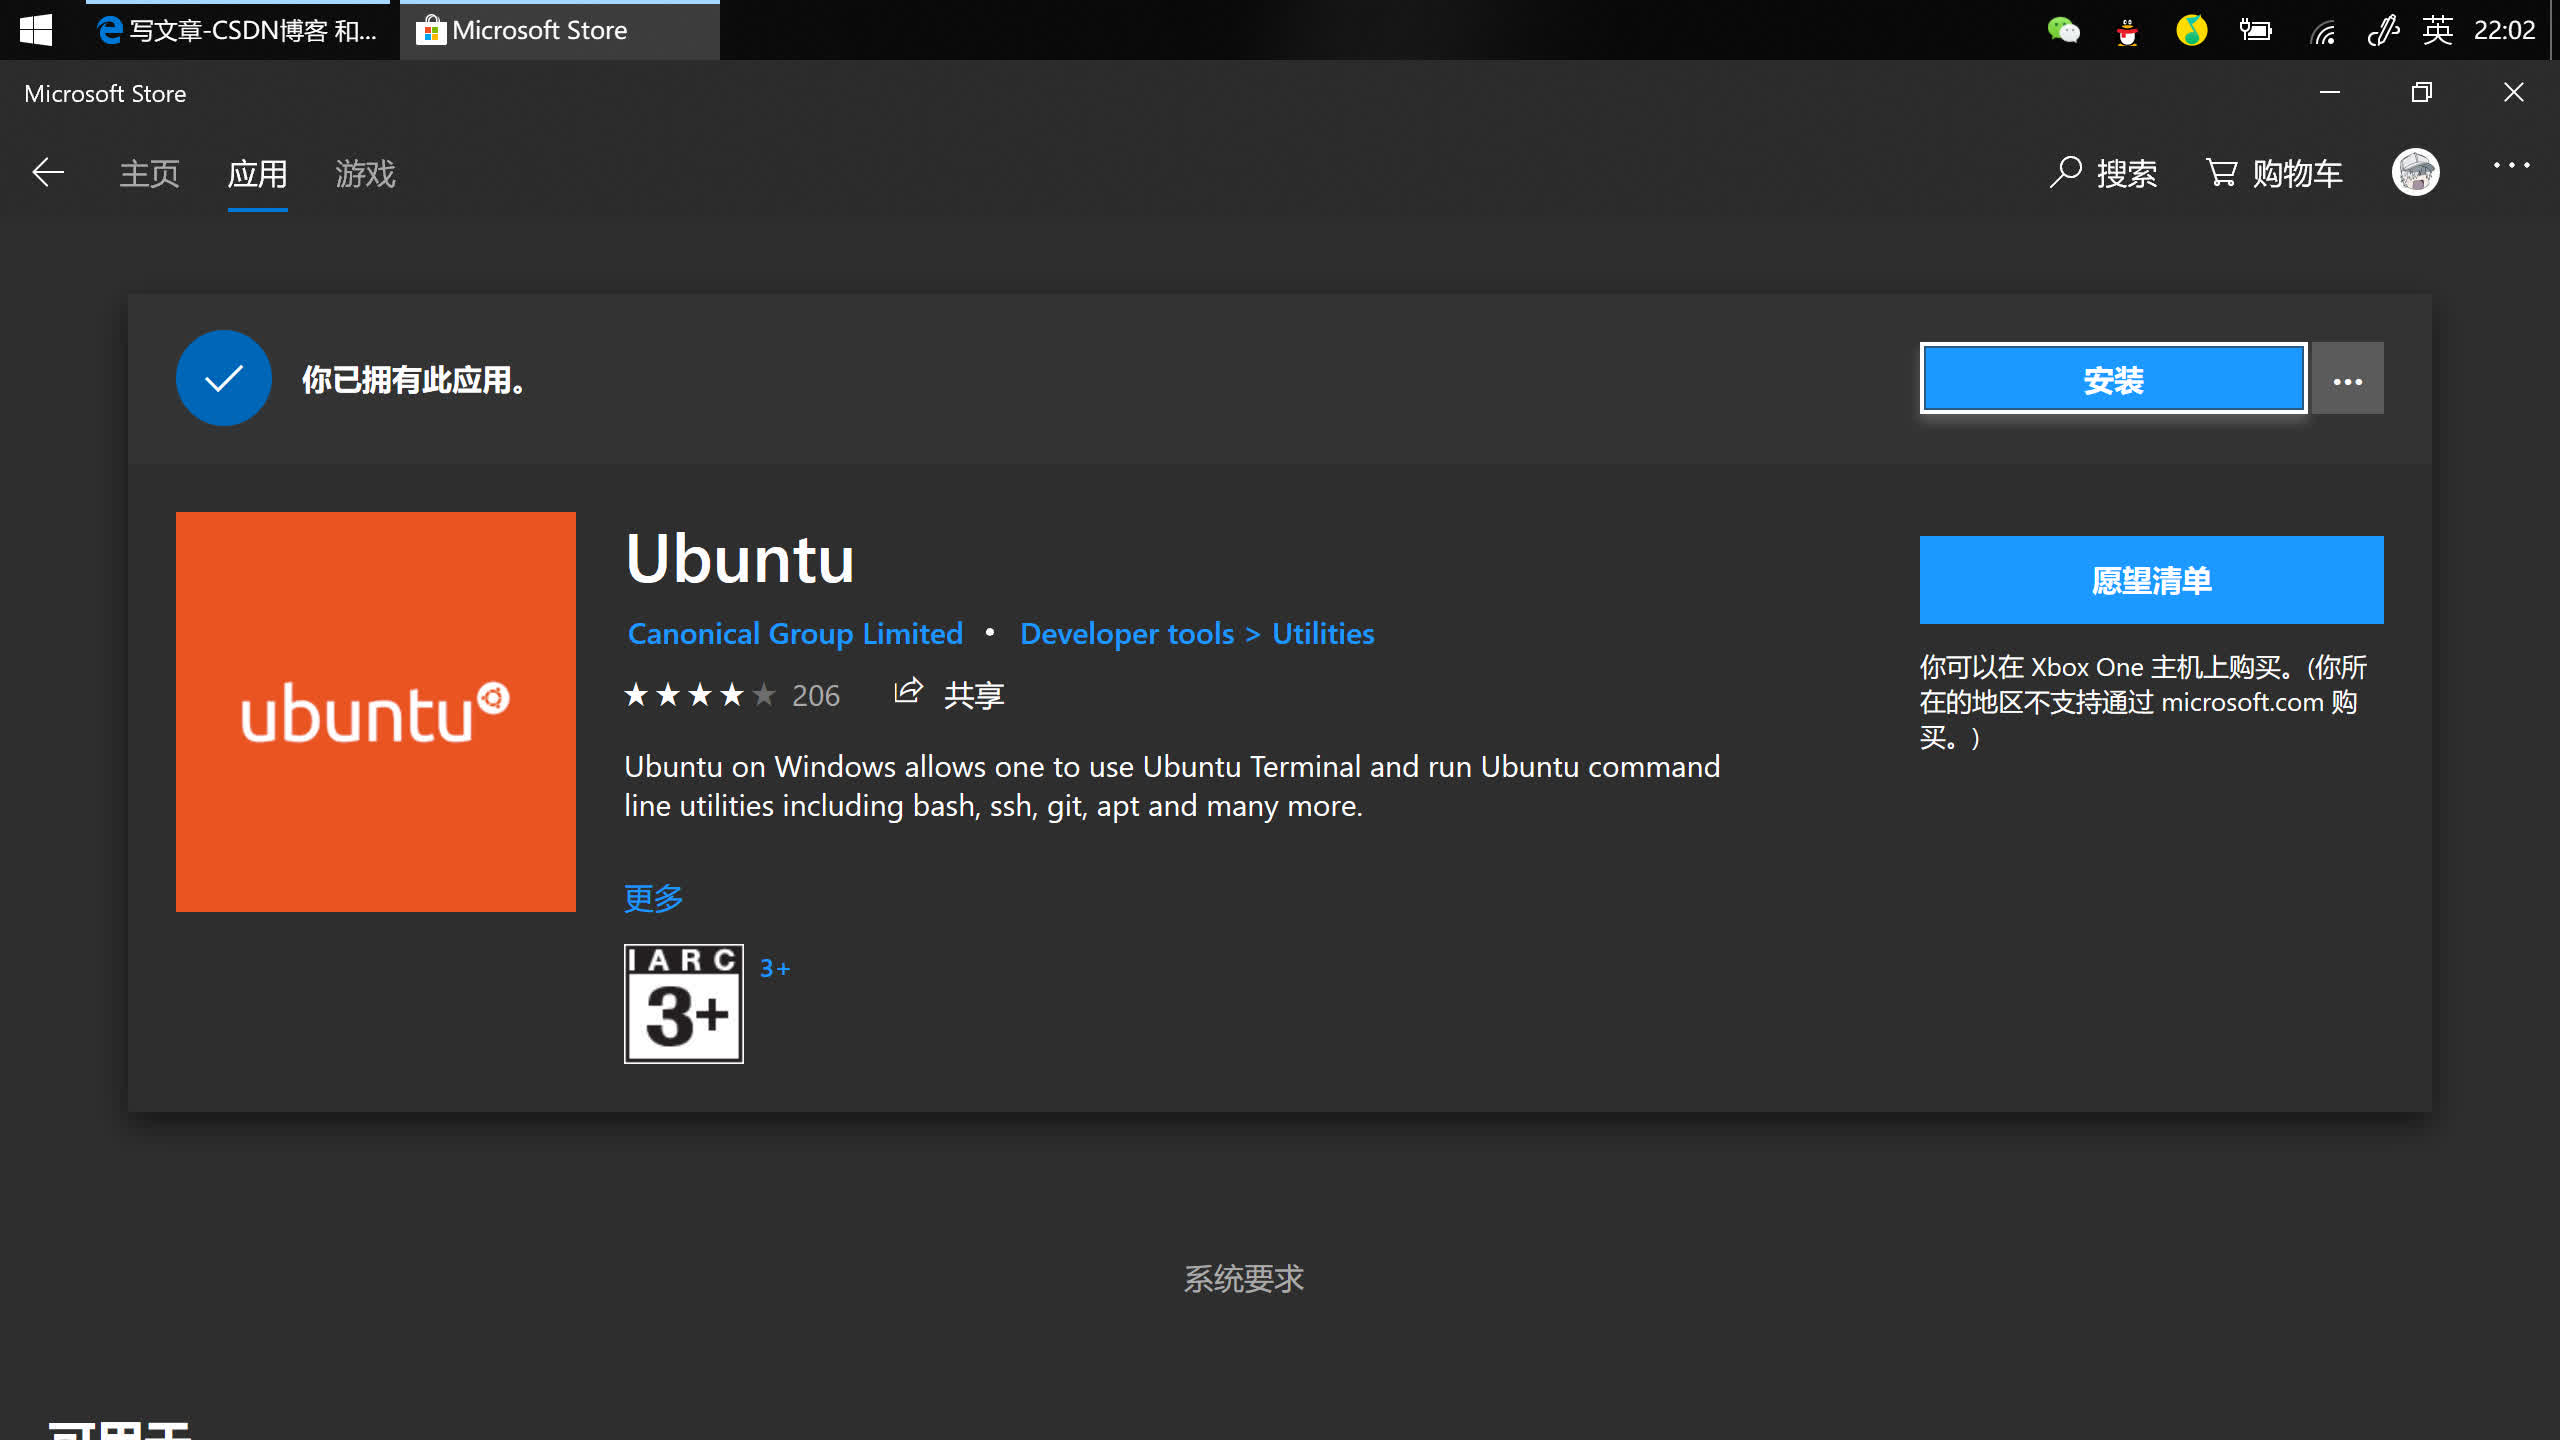 写文章-CSDN博客 和...
Microsoft Store
英
22:02
Microsoft Store
主页
应用
游戏
搜索
购物车
你已拥有此应用。
安装
ubuntu
Ubuntu
Canonical Group Limited • Developer tools > Utilities
206
共享
Ubuntu on Windows allows one to use Ubuntu Terminal and run Ubuntu command
line utilities including bash, ssh, git, apt and many more.
更多
IARC
3+
3+
愿望清单
你可以在 Xbox One 主机上购买。(你所
在的地区不支持通过 microsoft.com 购
买。)
系统要求